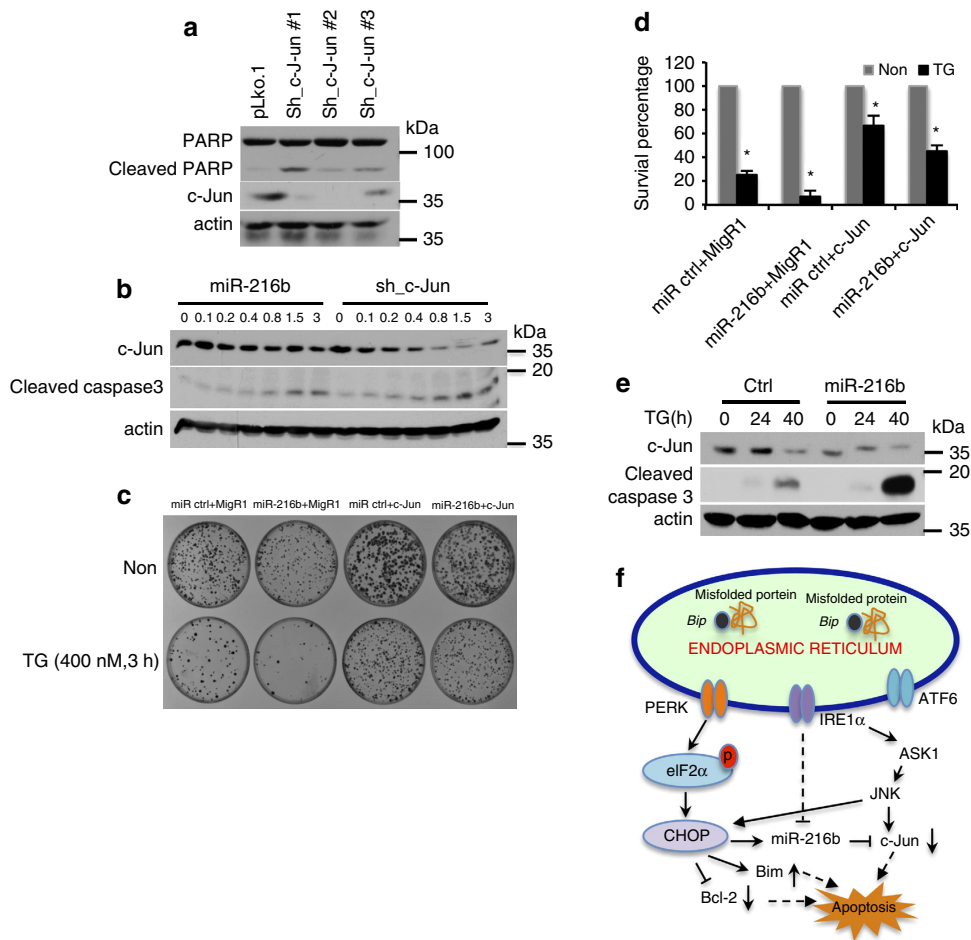 a
pLko.1
Sh_c-J-un #1
Sh_c-J-un #2
Sh_c-J-un #3
kDa
PARP
100
Cleaved PARP
c-Jun
35
actin
35
b
miR-216b
sh_c-Jun
0 0.1 0.2 0.4 0.8 1.5 3 0 0.1 0.2 0.4 0.8 1.5 3
kDa
c-Jun
35
20
Cleaved caspase3
actin
35
c
miR ctrl+MigR1 miR-216b+MigR1 miR ctrl+c-Jun miR-216b+c-Jun
Non
TG (400 nM,3 h)
d
Survial percentage
120
100
80
60
40
20
0
Non TG
* * * *
miR ctrl+MigR1
miR-216b+MigR1
miR ctrl+c-Jun
miR-216b+c-Jun
e
Ctrl
miR-216b
TG(h) 0 24 40 0 24 40
kDa
c-Jun
35
20
Cleaved
caspase 3
actin
35
f
Misfolded portein
Misfolded protein
Bip
Bip
ENDOPLASMIC RETICULUM
PERK
IRE1α
ATF6
p
eIF2α
ASK1
JNK
CHOP
miR-216b
c-Jun
Bim
Bcl-2
Apoptosis